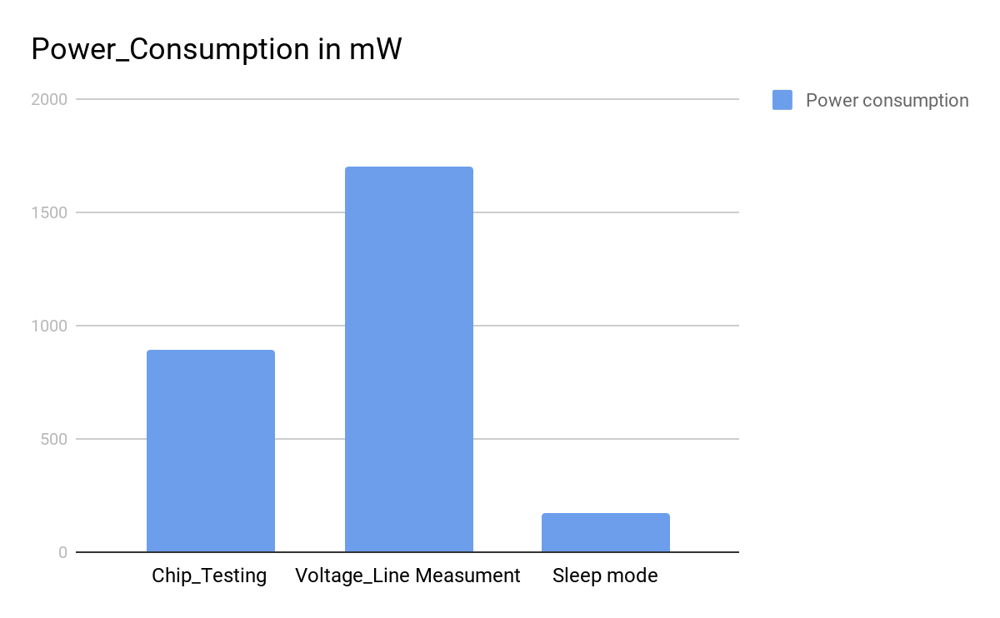 Power_Consumption in mW
2000
Power consumption
1500
1000
500
0
Chip_Testing
Voltage_Line Measument
Sleep mode